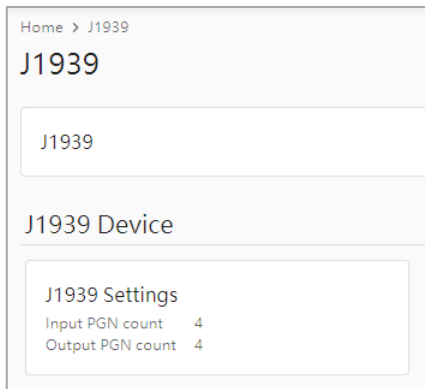 Home > J1939
J1939
J1939
J1939 Device
J1939 Settings
Input PGN count 4
Output PGN count 4